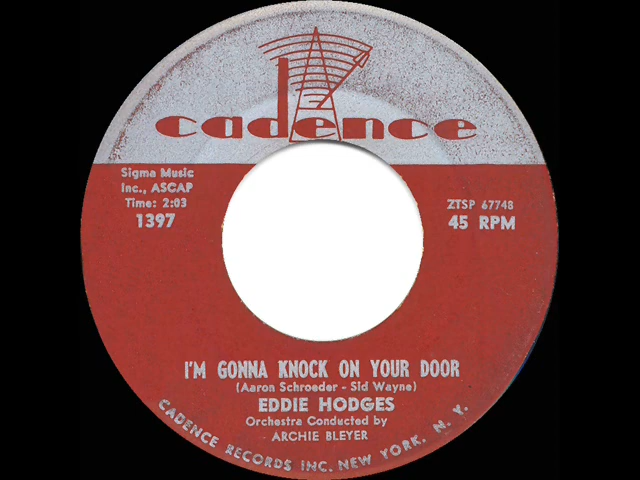 cadence
Sigma Music
Inc., ASCAP
Time: 2:03
1397
ZTSP 67748
45 RPM
I'M GONNA KNOCK ON YOUR DOOR
(Aaron Schroeder - Sid Wayne)
EDDIE HODGES
Orchestra Conducted by
ARCHIE BLEYER
CADENCE RECORDS INC. NEW YORK, N. Y.